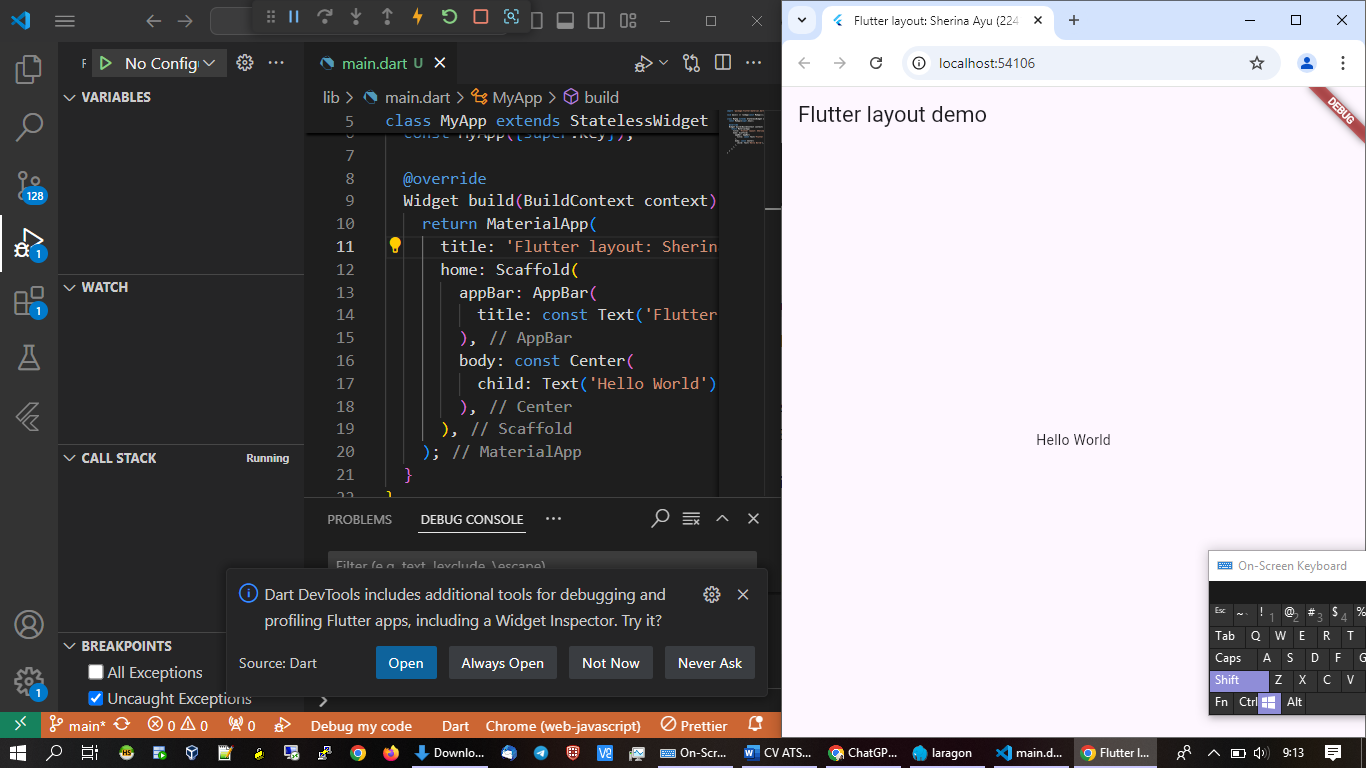 No Config
main.dart U
Flutter layout: Sherina Ayu (224
localhost:54106
VARIABLES
lib > main.dart > MyApp > build
Flutter layout demo
DEBUG
5 class MyApp extends StatelessWidget
const MyApp({super.key});
7
8 @override
9 Widget build(BuildContext context)
10 return MaterialApp(
11 title: 'Flutter layout: Sherin
12 home: Scaffold(
13 appBar: AppBar(
14 title: const Text('Flutter
15 ), // AppBar
16 body: const Center(
17 child: Text('Hello World')
18 ), // Center
19 ), // Scaffold
20 ); // MaterialApp
21 }
22 }
128
1
WATCH
1
CALL STACK Running
Hello World
PROBLEMS DEBUG CONSOLE
Filter (e.g. text, !exclude, \escape)
Dart DevTools includes additional tools for debugging and
profiling Flutter apps, including a Widget Inspector. Try it?
Source: Dart Open Always Open Not Now Never Ask
BREAKPOINTS
All Exceptions
Uncaught Exceptions
1
On-Screen Keyboard
Esc ~ ` ! 1 @ 2 # 3 $ 4 %
Tab Q W E R T
Caps A S D F G
Shift Z X C V
Fn Ctrl Alt
main* 0 0 0 Debug my code Dart Chrome (web-javascript) Prettier
HS Downlo... V2 On-Scr... CV ATS... ChatGP... laragon main.d... Flutter l... 9:13